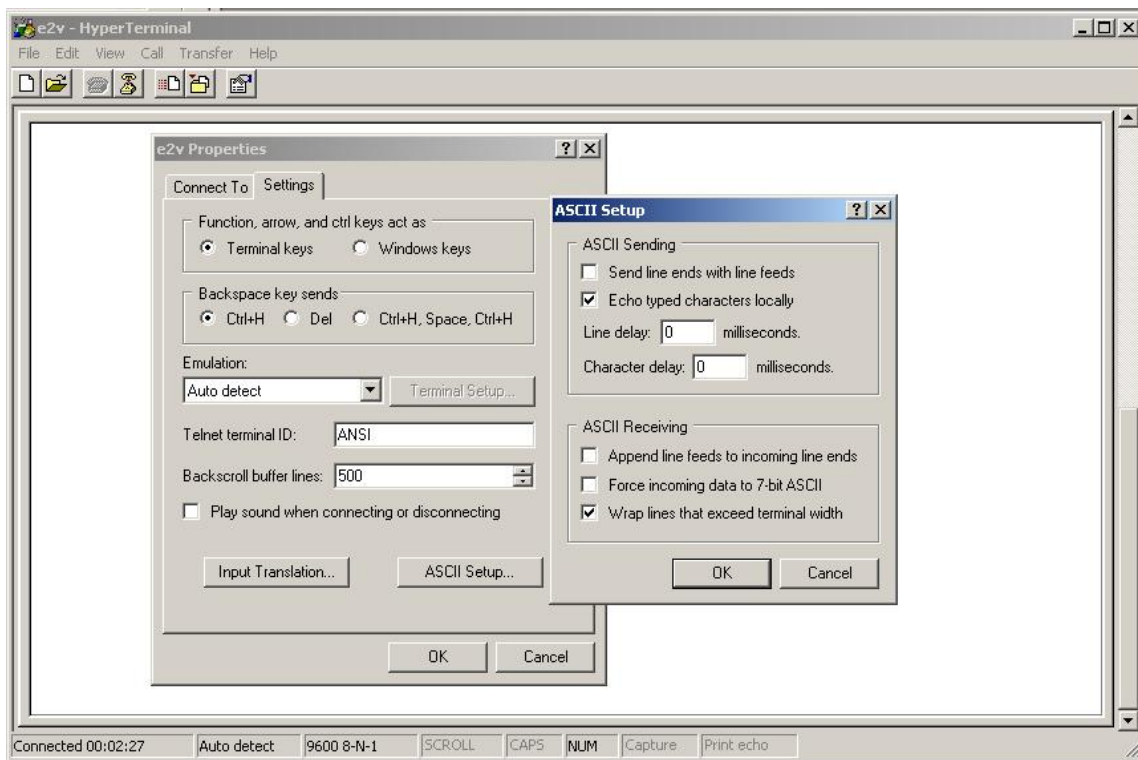 e2v - HyperTerminal
File Edit View Call Transfer Help
e2v Properties
Connect To Settings
Function, arrow, and ctrl keys act as
Terminal keys Windows keys
Backspace key sends
Ctrl+H Del Ctrl+H, Space, Ctrl+H
Emulation:
Auto detect Terminal Setup...
Telnet terminal ID: ANSI
Backscroll buffer lines: 500
Play sound when connecting or disconnecting
Input Translation... ASCII Setup...
OK Cancel
ASCII Setup
ASCII Sending
Send line ends with line feeds
Echo typed characters locally
Line delay: 0 milliseconds.
Character delay: 0 milliseconds.
ASCII Receiving
Append line feeds to incoming line ends
Force incoming data to 7-bit ASCII
Wrap lines that exceed terminal width
OK Cancel
Connected 00:02:27 Auto detect 9600 8-N-1 SCROLL CAPS NUM Capture Print echo